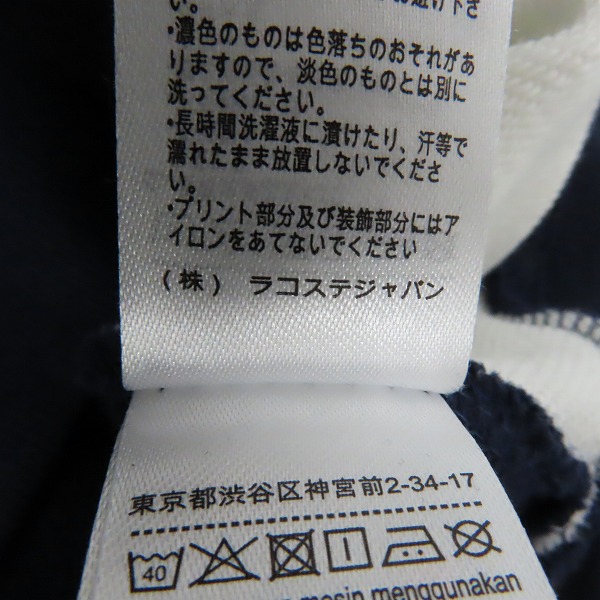 い。
・濃色のものは色落ちのおそれがあ
りますので、淡色のものとは別に
洗ってください。
・長時間洗濯液に漬けたり、汗等で
濡れたまま放置しないでくださ
い。
・プリント部分及び装飾部分にはア
イロンをあてないでください
(株) ラコステジャパン
東京都渋谷区神宮前2-34-17
40
mesin menggunakan